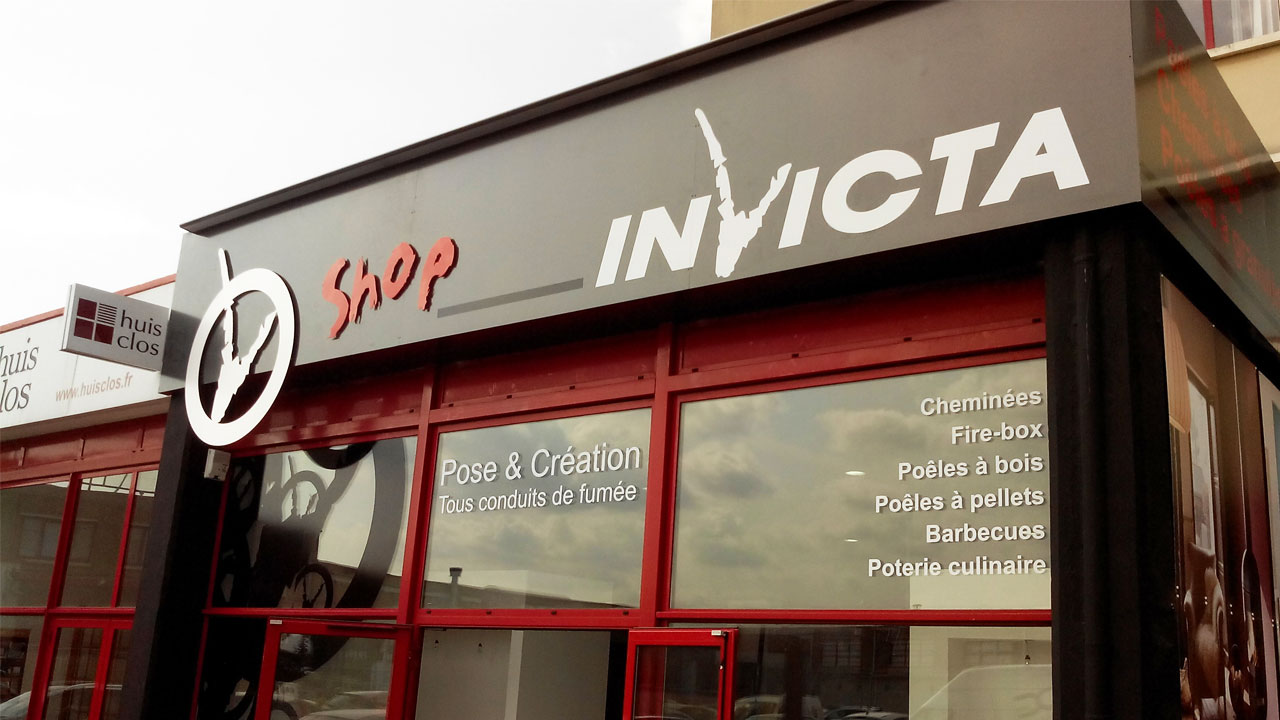 Shop
INVICTA
huis
clos
huis
clos
www.huisclos.fr
Pose & Création
Tous conduits de fumée
Cheminées
Fire-box
Poêles à bois
Poêles à pellets
Barbecues
Poterie culinaire